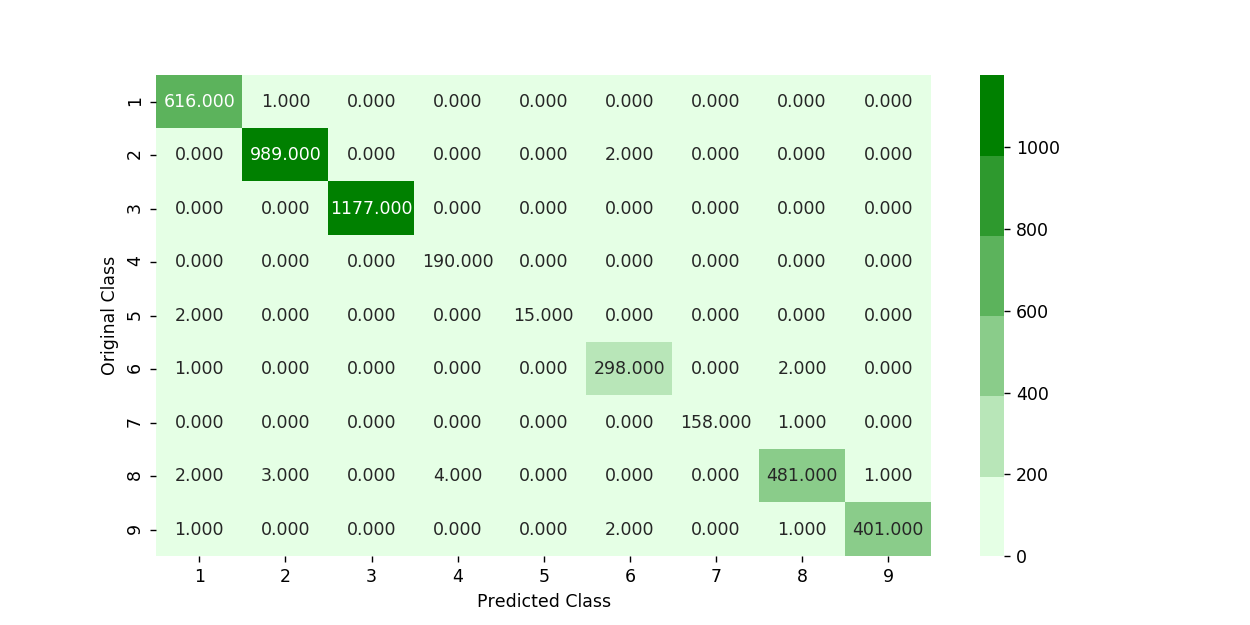 1 616.000 1.000 0.000 0.000 0.000 0.000 0.000 0.000 0.000
2 0.000 989.000 0.000 0.000 0.000 2.000 0.000 0.000 0.000
3 0.000 0.000 1177.000 0.000 0.000 0.000 0.000 0.000 0.000
4 0.000 0.000 0.000 190.000 0.000 0.000 0.000 0.000 0.000
5 2.000 0.000 0.000 0.000 15.000 0.000 0.000 0.000 0.000
6 1.000 0.000 0.000 0.000 0.000 298.000 0.000 2.000 0.000
7 0.000 0.000 0.000 0.000 0.000 0.000 158.000 1.000 0.000
8 2.000 3.000 0.000 4.000 0.000 0.000 0.000 481.000 1.000
9 1.000 0.000 0.000 0.000 0.000 2.000 0.000 1.000 401.000
1 2 3 4 5 6 7 8 9
Predicted Class
Original Class
1000
800
600
400
200
0